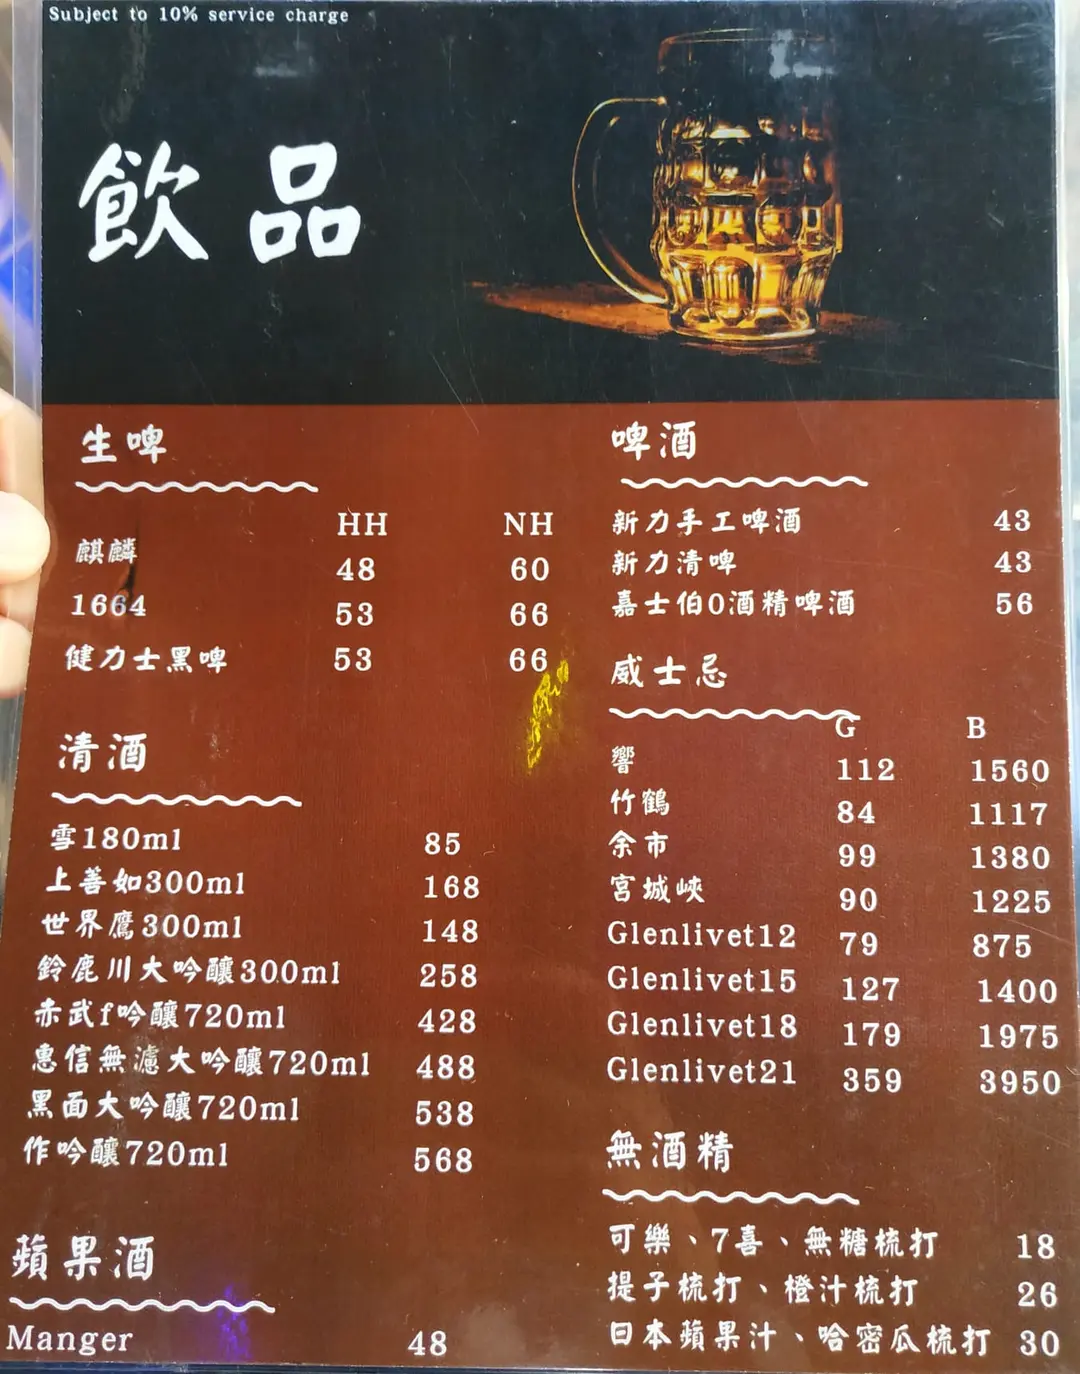 Subject to 10% service charge
飲品
生啤
HH NH
麒麟 48 60
1664 53 66
健力士黑啤 53 66
清酒
雪180ml 85
上善如300ml 168
世界鷹300ml 148
鈴鹿川大吟釀300ml 258
赤武f吟釀720ml 428
惠信無濾大吟釀720ml 488
黑面大吟釀720ml 538
作吟釀720ml 568
蘋果酒
Manger 48
啤酒
新力手工啤酒 43
新力清啤 43
嘉士伯0酒精啤酒 56
威士忌
G B
響 112 1560
竹鶴 84 1117
余市 99 1380
宮城峽 90 1225
Glenlivet12 79 875
Glenlivet15 127 1400
Glenlivet18 179 1975
Glenlivet21 359 3950
無酒精
可樂、7喜、無糖梳打 18
提子梳打、橙汁梳打 26
日本蘋果汁、哈密瓜梳打 30